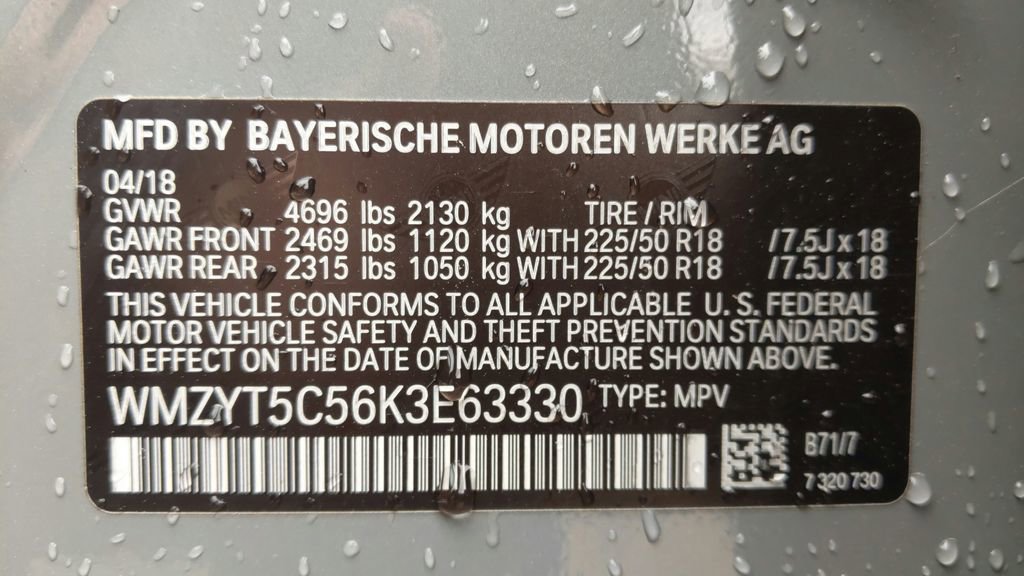 MFD BY BAYERISCHE MOTOREN WERKE AG
04/18
GVWR 4696 lbs 2130 kg TIRE / RIM
GAWR FRONT 2469 lbs 1120 kg WITH 225/50 R18 / 7.5J x 18
GAWR REAR 2315 lbs 1050 kg WITH 225/50 R18 / 7.5J x 18
THIS VEHICLE CONFORMS TO ALL APPLICABLE U. S. FEDERAL
MOTOR VEHICLE SAFETY AND THEFT PREVENTION STANDARDS
IN EFFECT ON THE DATE OF MANUFACTURE SHOWN ABOVE.
WMZYT5C56K3E63330 TYPE: MPV
B71/7
7 320 730